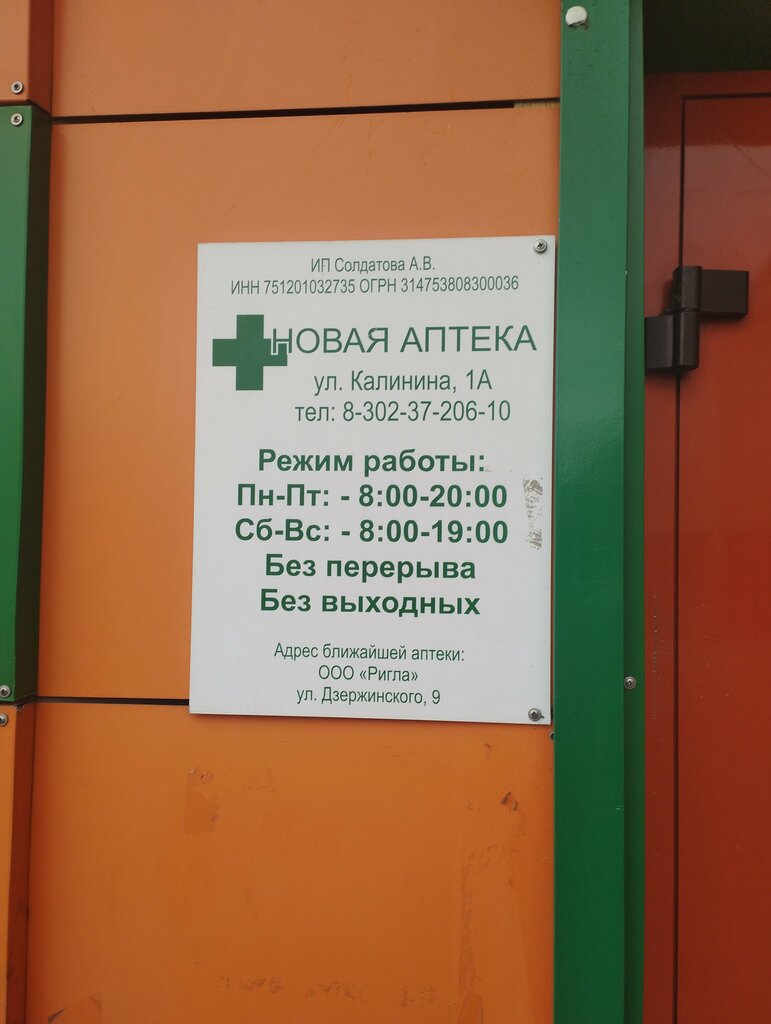 ИП Солдатова А.В.
ИНН 751201032735 ОГРН 314753808300036
НОВАЯ АПТЕКА
ул. Калинина, 1А
тел: 8-302-37-206-10
Режим работы:
Пн-Пт: - 8:00-20:00
Сб-Вс: - 8:00-19:00
Без перерыва
Без выходных
Адрес ближайшей аптеки:
ООО «Ригла»
ул. Дзержинского, 9